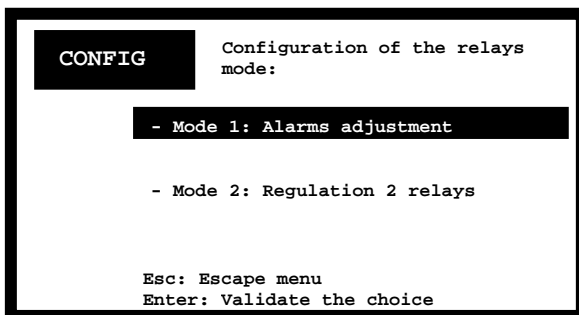 CONFIG
Configuration of the relays
mode:
- Mode 1: Alarms adjustment
- Mode 2: Regulation 2 relays
Esc: Escape menu
Enter: Validate the choice